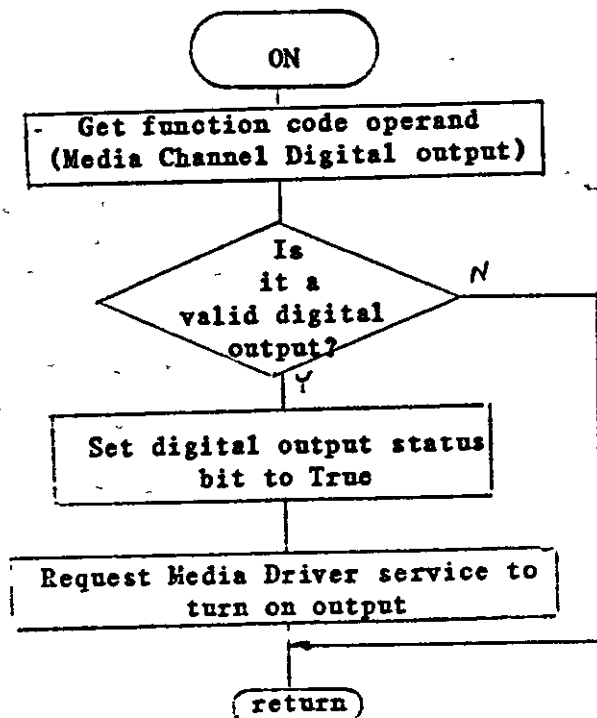 ON
Get function code operand
(Media Channel Digital output)
Is
it a
valid digital
output?
N
Y
Set digital output status
bit to True
Request Media Driver service to
turn on output
return